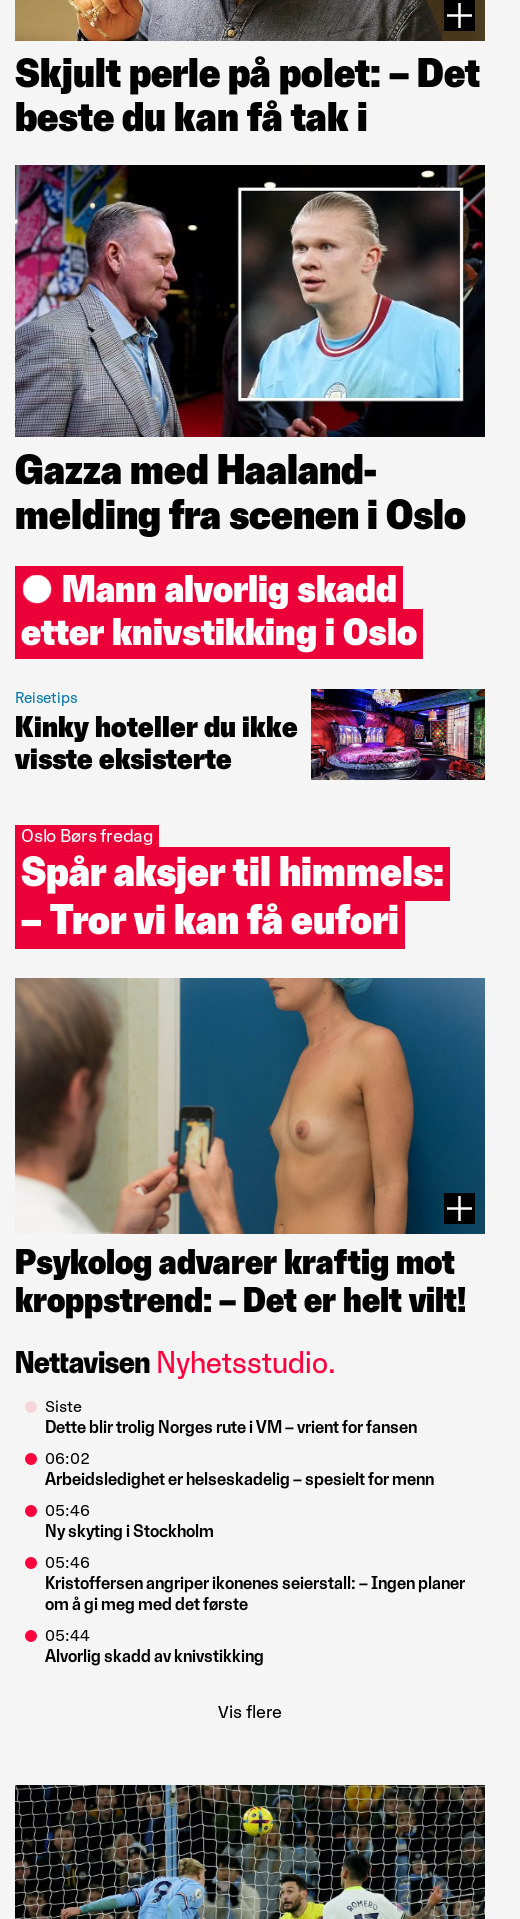 Skjult perle på polet: – Det
beste du kan få tak i
Gazza med Haaland-
melding fra scenen i Oslo
Mann alvorlig skadd
etter knivstikking i Oslo
Reisetips
Kinky hoteller du ikke
visste eksisterte
Oslo Børs fredag
Spår aksjer til himmels:
– Tror vi kan få eufori
Psykolog advarer kraftig mot
kroppstrend: – Det er helt vilt!
Nettavisen Nyhetsstudio.
Siste
Dette blir trolig Norges rute i VM – vrient for fansen
06:02
Arbeidsledighet er helseskadelig – spesielt for menn
05:46
Ny skyting i Stockholm
05:46
Kristoffersen angriper ikonenes seierstall: – Ingen planer
om å gi meg med det første
05:44
Alvorlig skadd av knivstikking
Vis flere
9
ROMERO
17